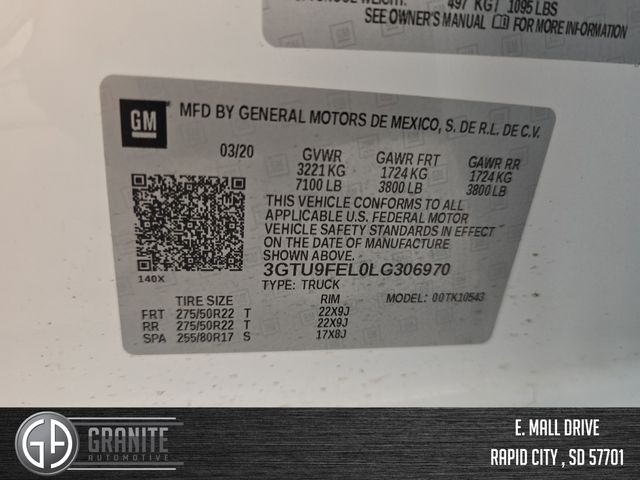 497 KGT 1095 LBS
SEE OWNER'S MANUAL FOR MORE INFORMATION
GM
MFD BY GENERAL MOTORS DE MEXICO, S. DE R.L. DE C.V.
03/20 GVWR GAWR FRT GAWR RR
3221 KG 1724 KG 1724 KG
7100 LB 3800 LB 3800 LB
THIS VEHICLE CONFORMS TO ALL
APPLICABLE U.S. FEDERAL MOTOR
VEHICLE SAFETY STANDARDS IN EFFECT
ON THE DATE OF MANUFACTURE
SHOWN ABOVE.
3GTU9FEL0LG306970
140X
TYPE: TRUCK
TIRE SIZE RIM MODEL: 00TK10543
FRT 275/50R22 T 22X9J
RR 275/50R22 T 22X9J
SPA 255/80R17 S 17X8J
GA GRANITE
AUTOMOTIVE
E. MALL DRIVE
RAPID CITY , SD 57701